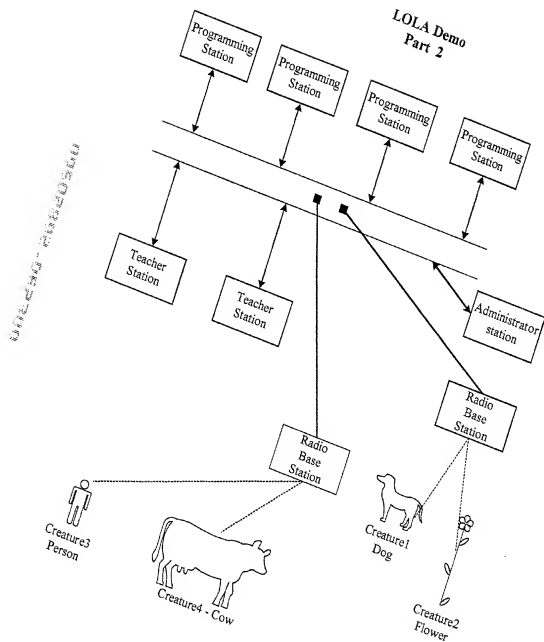 LOLA Demo
Part 2
Programming
Station
Programming
Station
Programming
Station
Programming
Station
Teacher
Station
Teacher
Station
Administrator
station
Radio
Base
Station
Radio
Base
Station
Creature3
Person
Creature4 - Cow
Creature1
Dog
Creature2
Flower